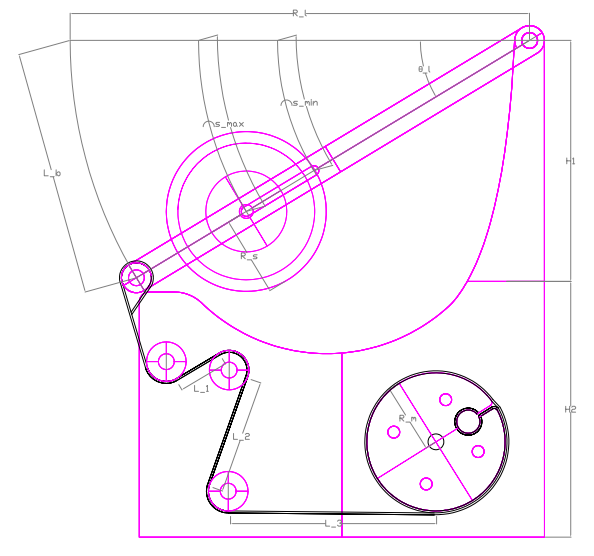 R_l
θ_l
s_min
s_max
H1
L_b
R_s
L_1
H2
R_m
L_2
L_3